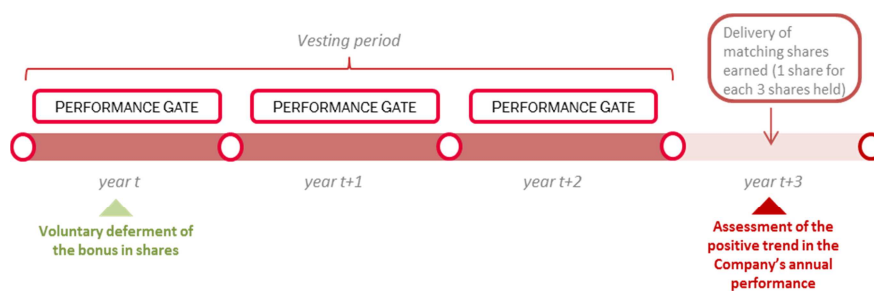 Vesting period
Delivery of
matching shares
earned (1 share for
each 3 shares held)
PERFORMANCE GATE
PERFORMANCE GATE
PERFORMANCE GATE
year t
year t+1
year t+2
year t+3
Voluntary deferment of
the bonus in shares
Assessment of the
positive trend in the
Company's annual
performance